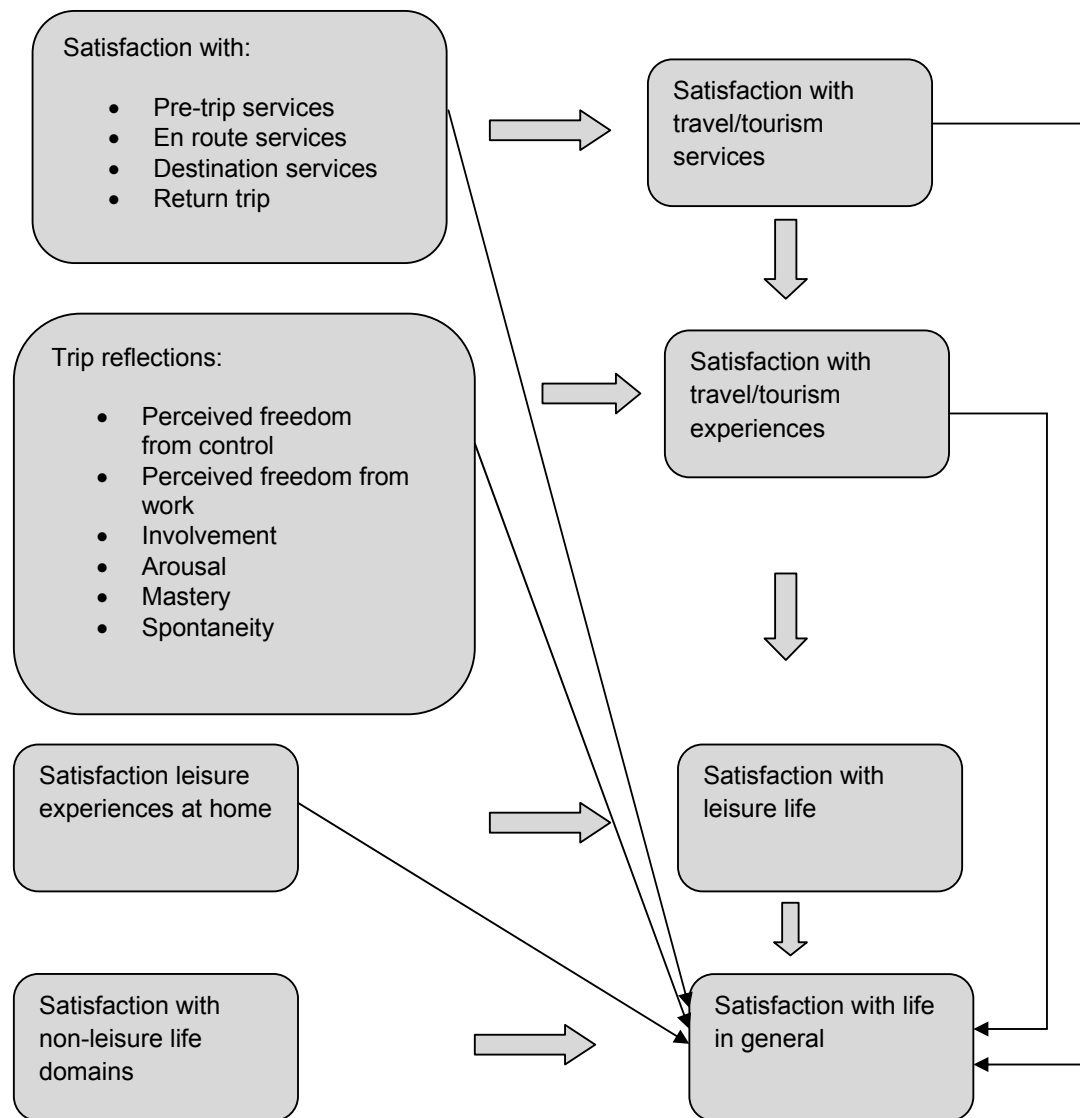 Satisfaction with:
• Pre-trip services
• En route services
• Destination services
• Return trip
Satisfaction with
travel/tourism
services
Trip reflections:
• Perceived freedom
from control
• Perceived freedom from
work
• Involvement
• Arousal
• Mastery
• Spontaneity
Satisfaction with
travel/tourism
experiences
Satisfaction leisure
experiences at home
Satisfaction with
leisure life
Satisfaction with
non-leisure life
domains
Satisfaction with life
in general